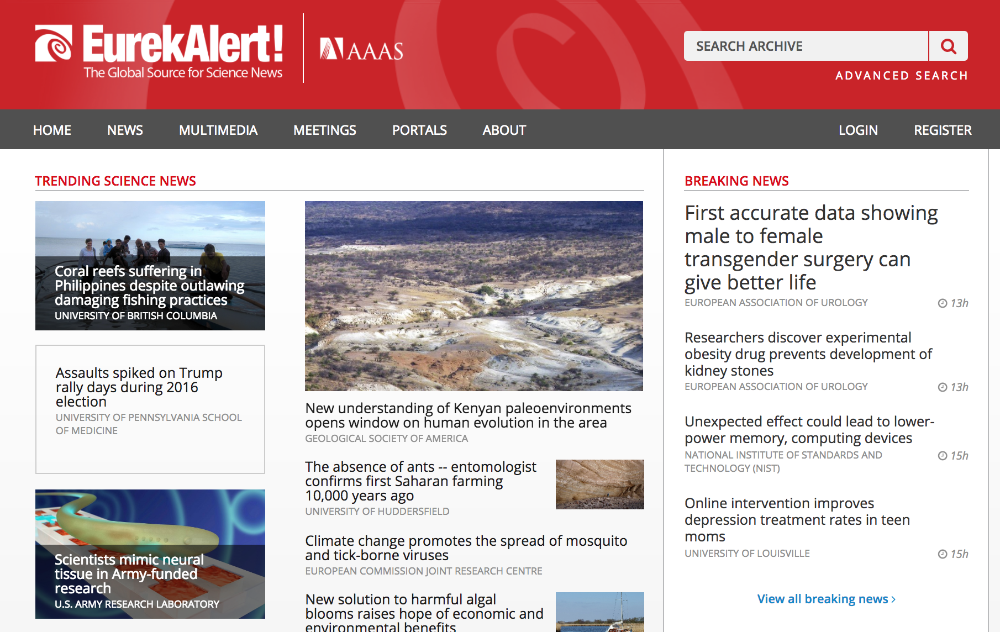 EurekAlert!
The Global Source for Science News
AAAS
SEARCH ARCHIVE
ADVANCED SEARCH
HOME NEWS MULTIMEDIA MEETINGS PORTALS ABOUT LOGIN REGISTER
TRENDING SCIENCE NEWS
Coral reefs suffering in
Philippines despite outlawing
damaging fishing practices
UNIVERSITY OF BRITISH COLUMBIA
Assaults spiked on Trump
rally days during 2016
election
UNIVERSITY OF PENNSYLVANIA SCHOOL
OF MEDICINE
Scientists mimic neural
tissue in Army-funded
research
U.S. ARMY RESEARCH LABORATORY
New understanding of Kenyan paleoenvironments
opens window on human evolution in the area
GEOLOGICAL SOCIETY OF AMERICA
The absence of ants -- entomologist
confirms first Saharan farming
10,000 years ago
UNIVERSITY OF HUDDERSFIELD
Climate change promotes the spread of mosquito
and tick-borne viruses
EUROPEAN COMMISSION JOINT RESEARCH CENTRE
New solution to harmful algal
blooms raises hope of economic and
environmental benefits
BREAKING NEWS
First accurate data showing
male to female
transgender surgery can
give better life
EUROPEAN ASSOCIATION OF UROLOGY 13h
Researchers discover experimental
obesity drug prevents development of
kidney stones
EUROPEAN ASSOCIATION OF UROLOGY 13h
Unexpected effect could lead to lower-
power memory, computing devices
NATIONAL INSTITUTE OF STANDARDS AND 15h
TECHNOLOGY (NIST)
Online intervention improves
depression treatment rates in teen
moms
UNIVERSITY OF LOUISVILLE 15h
View all breaking news ›